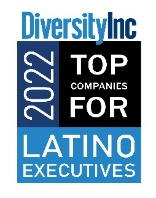 DiversityInc
2022
TOP
COMPANIES
FOR
LATINO
EXECUTIVES